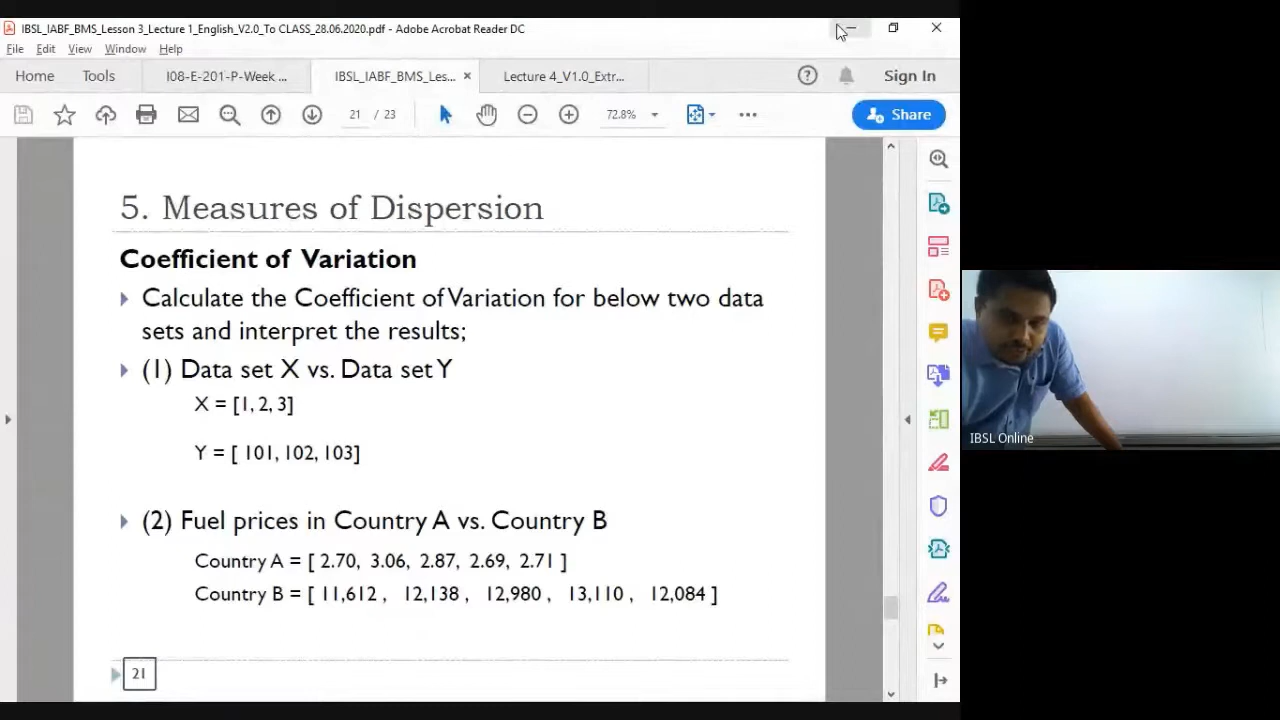 IBSL_IABF_BMS_Lesson 3_Lecture 1_English_V2.0_To CLASS_28.06.2020.pdf - Adobe Acrobat Reader DC
File Edit View Window Help
Home Tools I08-E-201-P-Week ... IBSL_IABF_BMS_Les... × Lecture 4_V1.0_Extr... Sign In
21 / 23 72.8% Share
5. Measures of Dispersion
Coefficient of Variation
Calculate the Coefficient of Variation for below two data
sets and interpret the results;
(1) Data set X vs. Data set Y
X = [1, 2, 3]
Y = [ 101, 102, 103]
(2) Fuel prices in Country A vs. Country B
Country A = [ 2.70, 3.06, 2.87, 2.69, 2.71 ]
Country B = [ 11,612 , 12,138 , 12,980 , 13,110 , 12,084 ]
21
IBSL Online